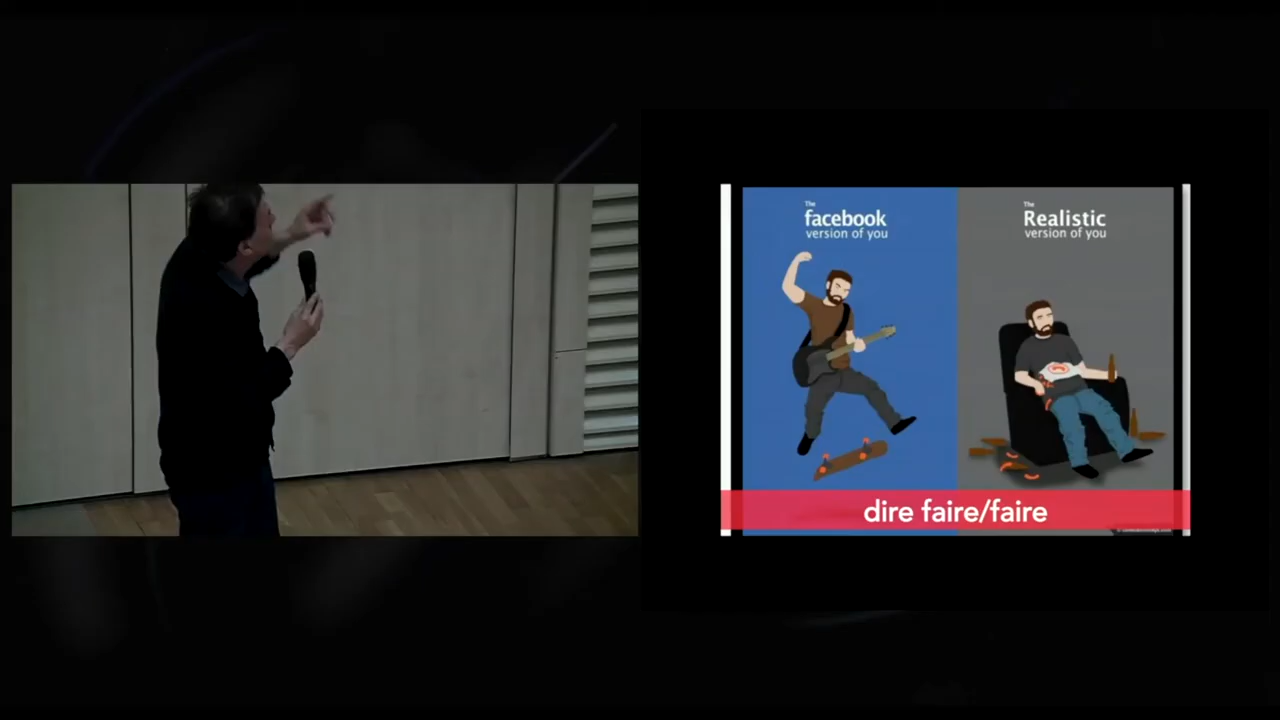 The
facebook
version of you
The
Realistic
version of you
dire faire/faire